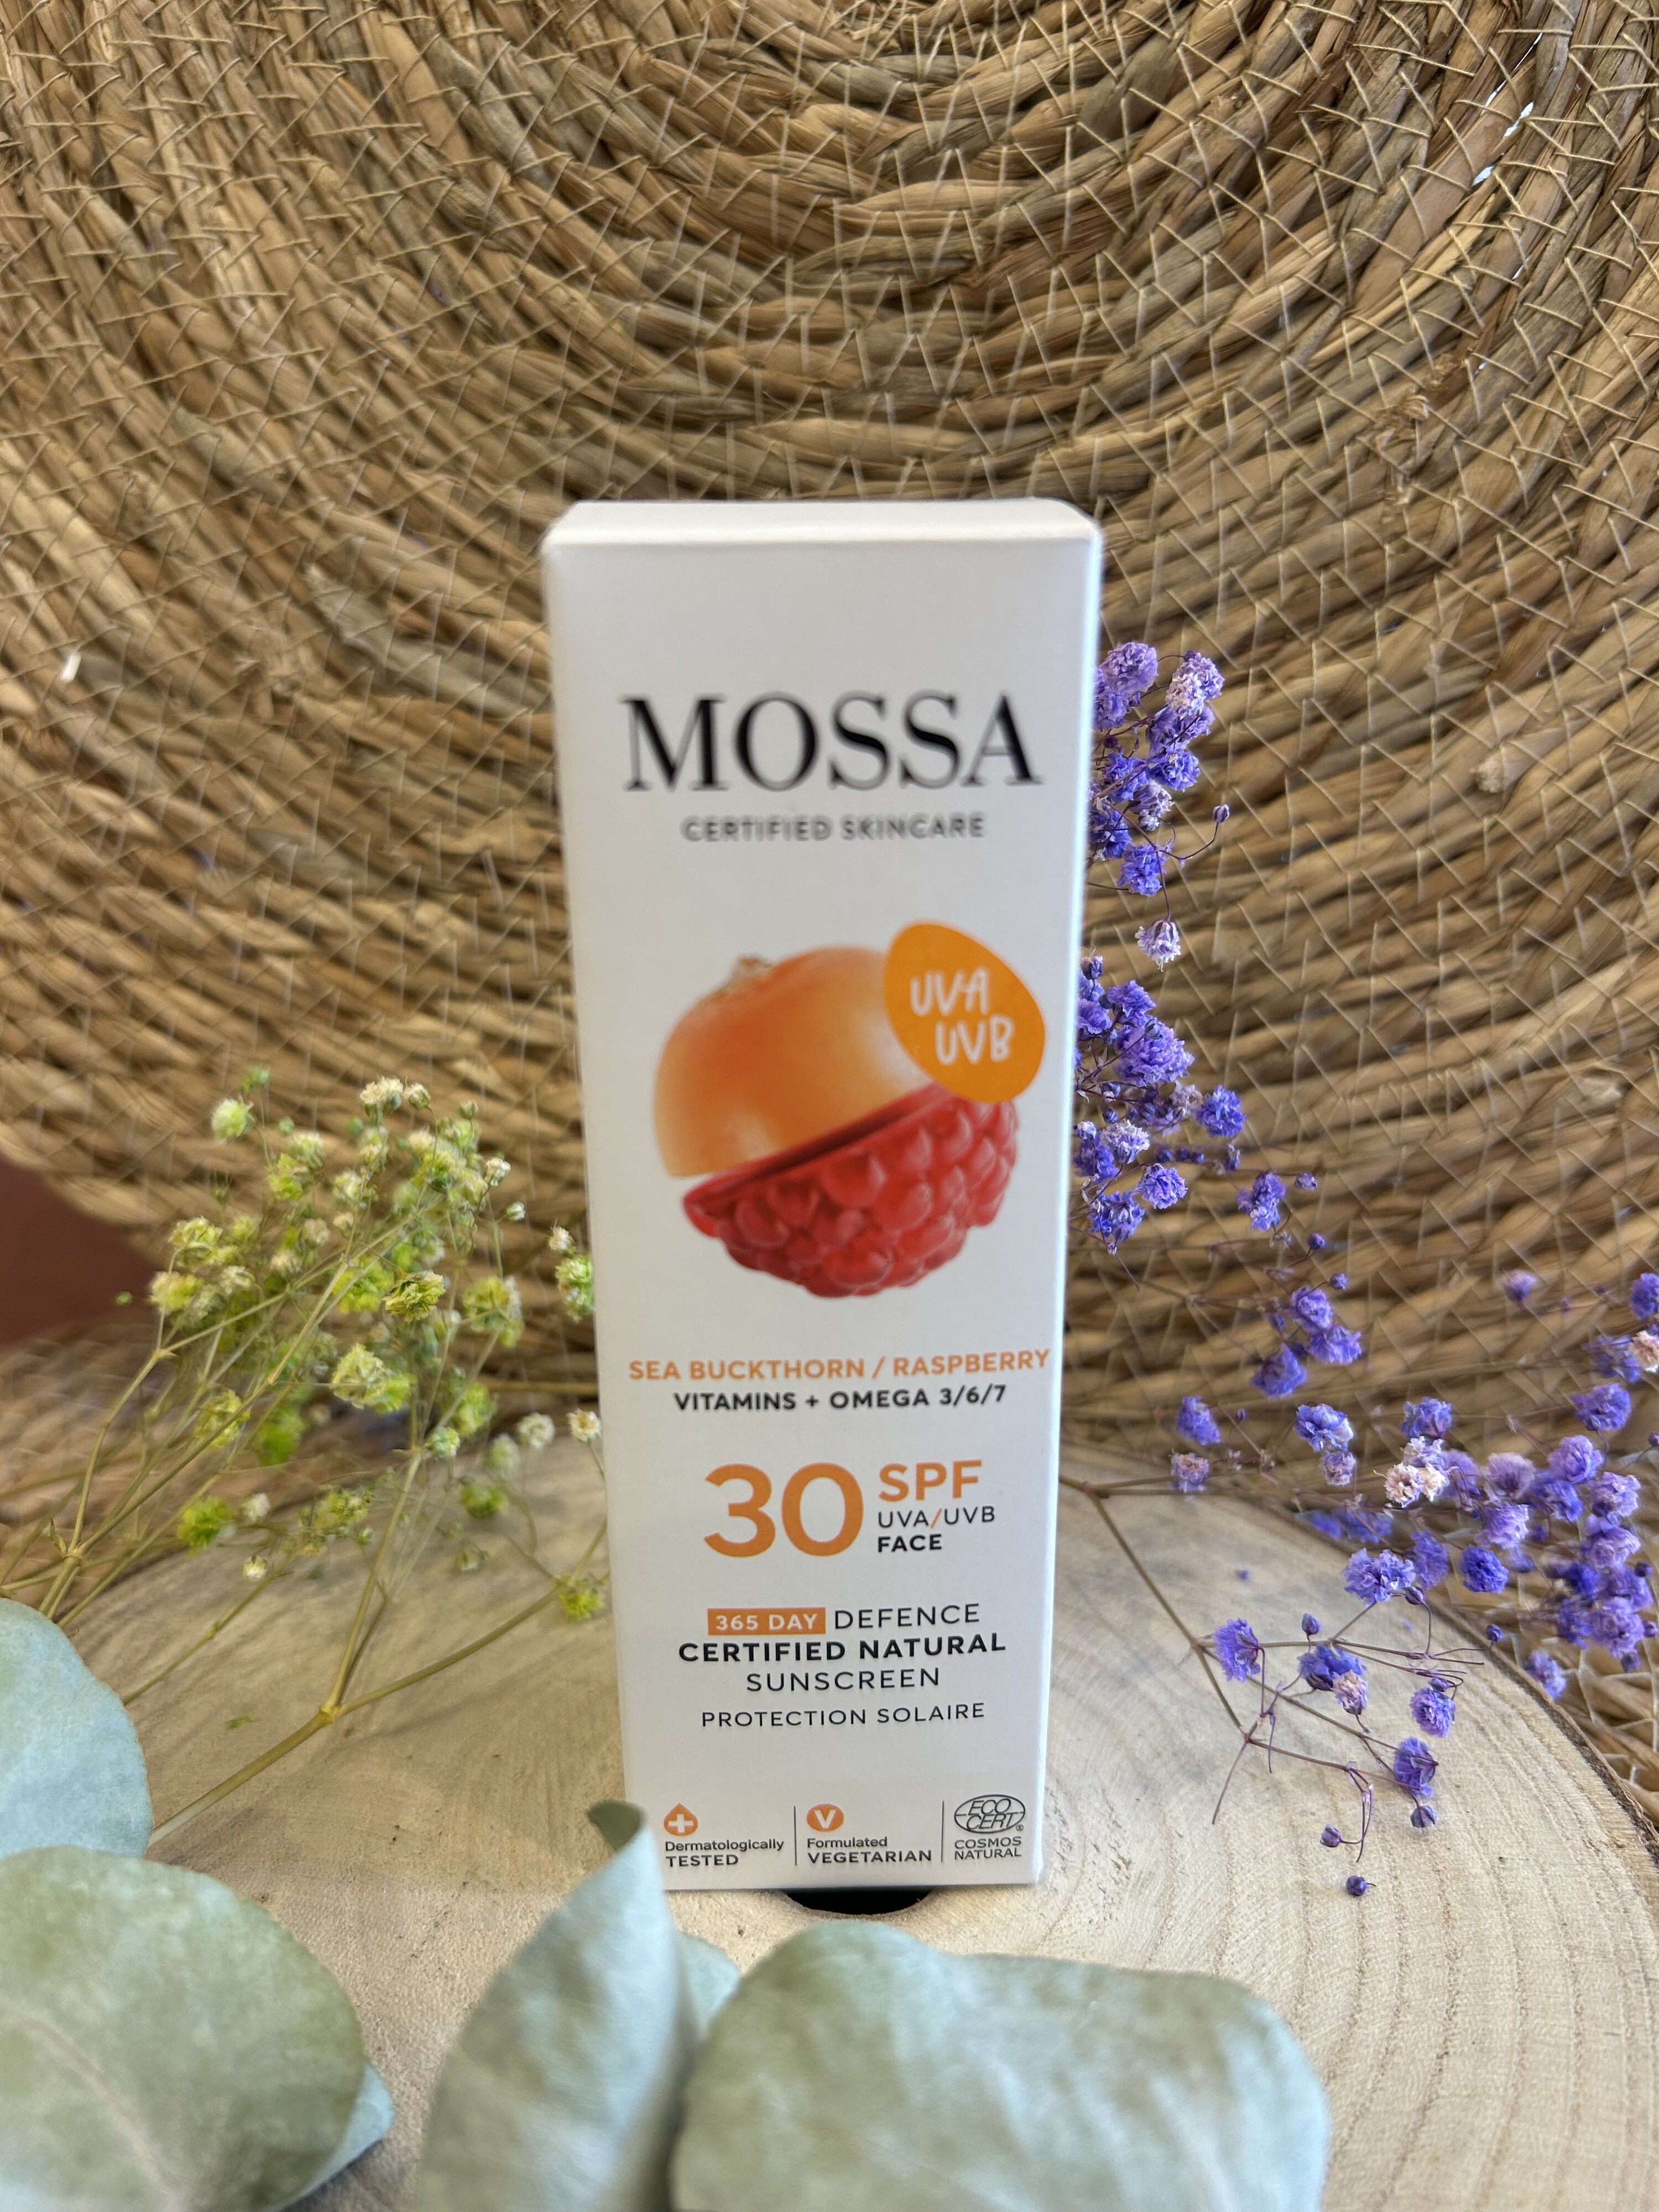 MOSSA
CERTIFIED SKINCARE
UVA
UVB
SEA BUCKTHORN / RASPBERRY
VITAMINS + OMEGA 3/6/7
30 SPF
UVA/UVB
FACE
365 DAY DEFENCE
CERTIFIED NATURAL
SUNSCREEN
PROTECTION SOLAIRE
Dermatologically
TESTED
V
Formulated
VEGETARIAN
ECO
CERT®
COSMOS
NATURAL